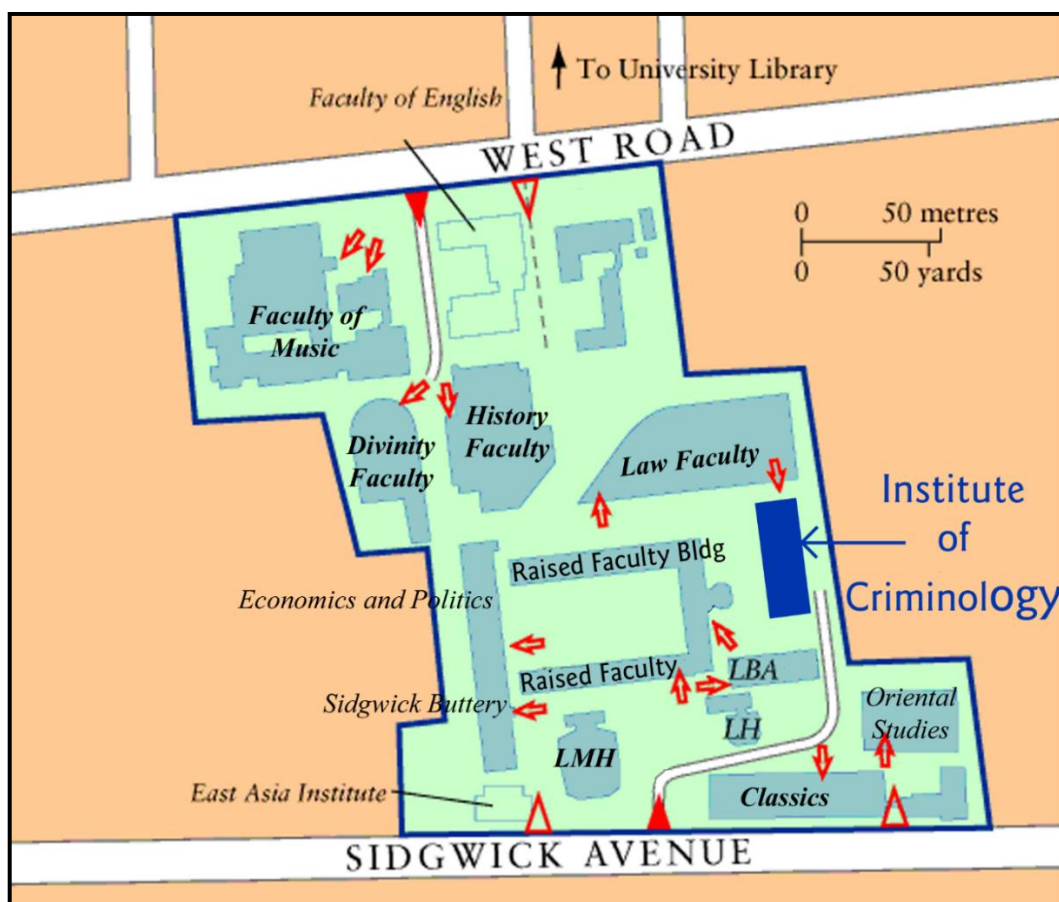 To University Library
Faculty of English
WEST ROAD
0 50 metres
0 50 yards
Faculty of
Music
History
Faculty
Divinity
Faculty
Law Faculty
Institute
of
Criminology
Raised Faculty Bldg
Economics and Politics
Raised Faculty
LBA
Sidgwick Buttery
Oriental
Studies
LH
LMH
East Asia Institute
Classics
SIDGWICK AVENUE